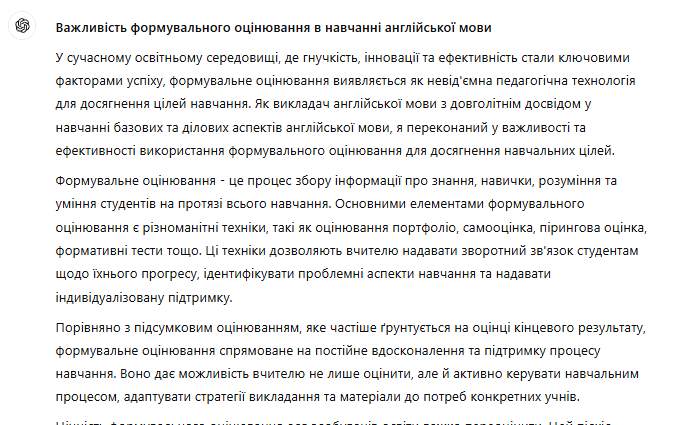 Важливість формувального оцінювання в навчанні англійської мови
У сучасному освітньому середовищі, де гнучкість, інновації та ефективність стали ключовими
факторами успіху, формувальне оцінювання виявляється як невід'ємна педагогічна технологія
для досягнення цілей навчання. Як викладач англійської мови з довголітнім досвідом у
навчанні базових та ділових аспектів англійської мови, я переконаний у важливості та
ефективності використання формувального оцінювання для досягнення навчальних цілей.
Формувальне оцінювання - це процес збору інформації про знання, навички, розуміння та
уміння студентів на протязі всього навчання. Основними елементами формувального
оцінювання є різноманітні техніки, такі як оцінювання портфоліо, самооцінка, пірингова оцінка,
формативні тести тощо. Ці техніки дозволяють вчителю надавати зворотний зв'язок студентам
щодо їхнього прогресу, ідентифікувати проблемні аспекти навчання та надавати
індивідуалізовану підтримку.
Порівняно з підсумковим оцінюванням, яке частіше ґрунтується на оцінці кінцевого результату,
формувальне оцінювання спрямоване на постійне вдосконалення та підтримку процесу
навчання. Воно дає можливість вчителю не лише оцінити, але й активно керувати навчальним
процесом, адаптувати стратегії викладання та матеріали до потреб конкретних учнів.